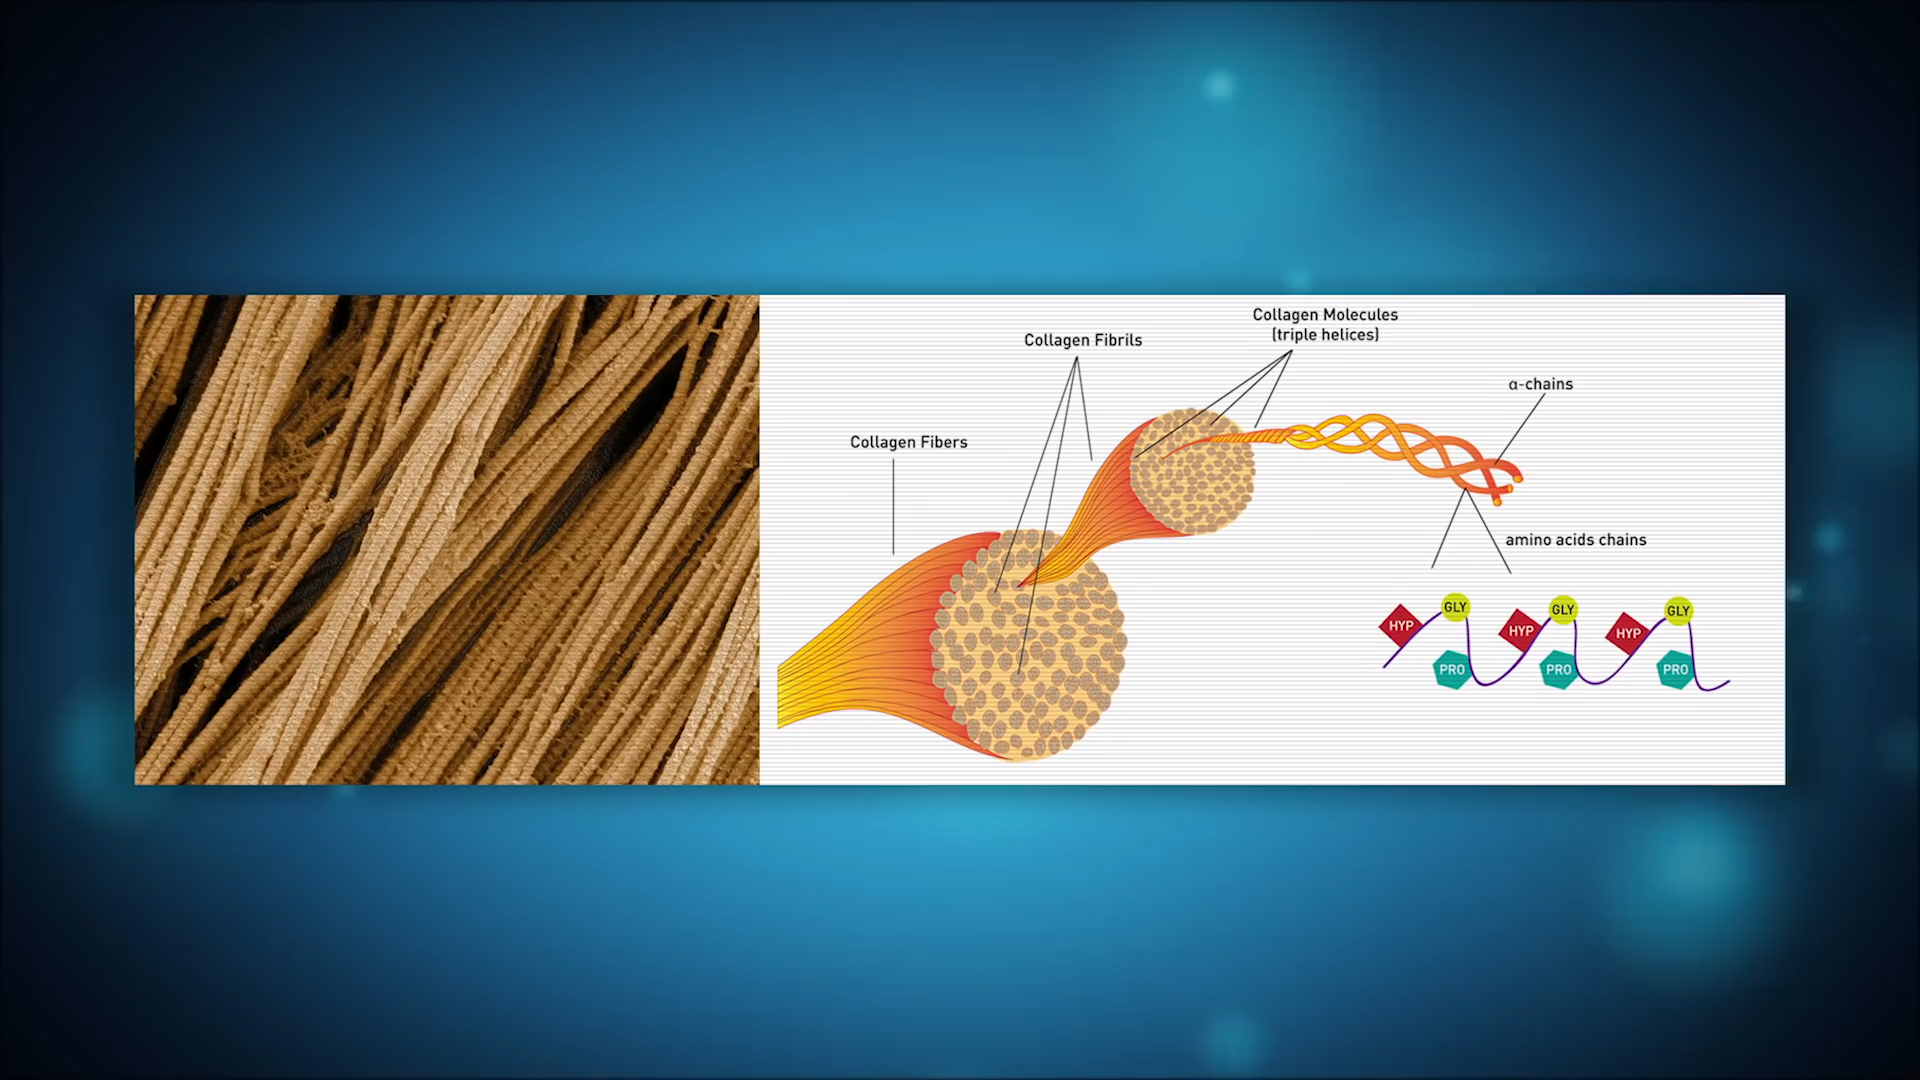 Collagen Molecules
(triple helices)
Collagen Fibrils
α-chains
Collagen Fibers
amino acids chains
HYP GLY HYP GLY HYP GLY
PRO PRO PRO